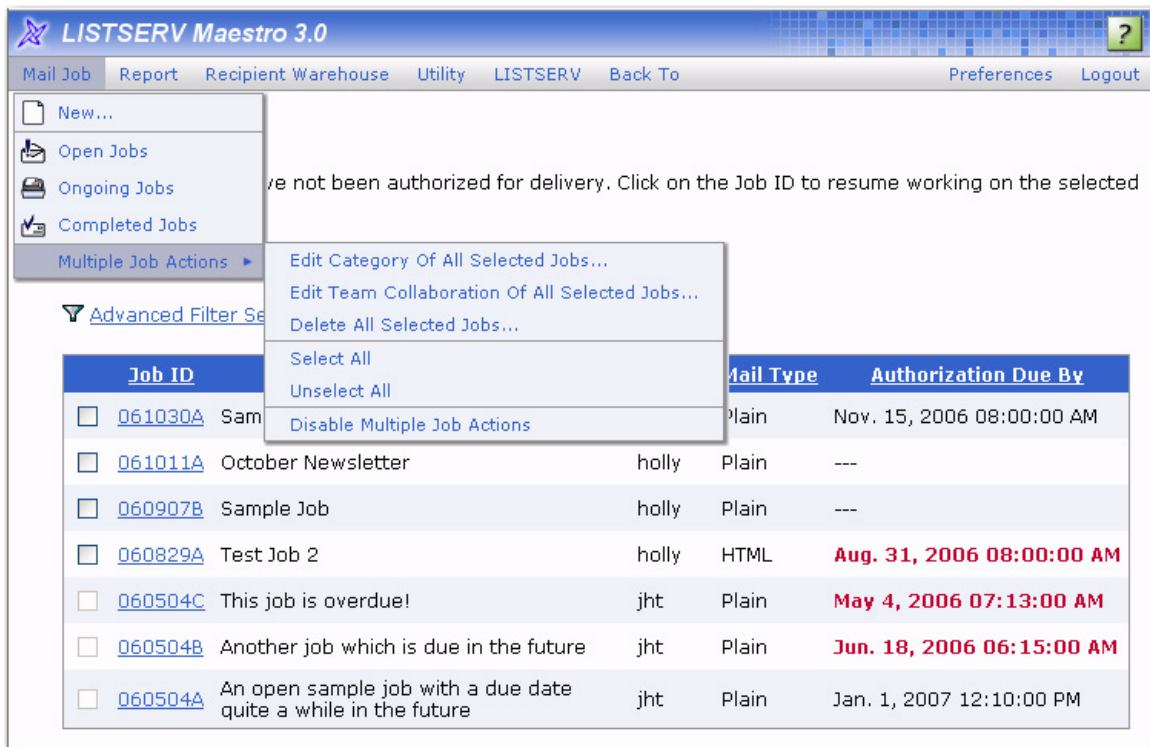 LISTSERV Maestro 3.0
?
Mail Job Report Recipient Warehouse Utility LISTSERV Back To Preferences Logout
New...
Open Jobs
Ongoing Jobs
not been authorized for delivery. Click on the Job ID to resume working on the selected
Completed Jobs
Multiple Job Actions
Edit Category Of All Selected Jobs...
Edit Team Collaboration Of All Selected Jobs...
Delete All Selected Jobs...
Select All
Unselect All
Disable Multiple Job Actions
Advanced Filter Se
Job ID Mail Type Authorization Due By
061030A Sam Plain Nov. 15, 2006 08:00:00 AM
061011A October Newsletter holly Plain ---
060907B Sample Job holly Plain ---
060829A Test Job 2 holly HTML Aug. 31, 2006 08:00:00 AM
060504C This job is overdue! jht Plain May 4, 2006 07:13:00 AM
060504B Another job which is due in the future jht Plain Jun. 18, 2006 06:15:00 AM
060504A An open sample job with a due date jht Plain Jan. 1, 2007 12:10:00 PM
quite a while in the future